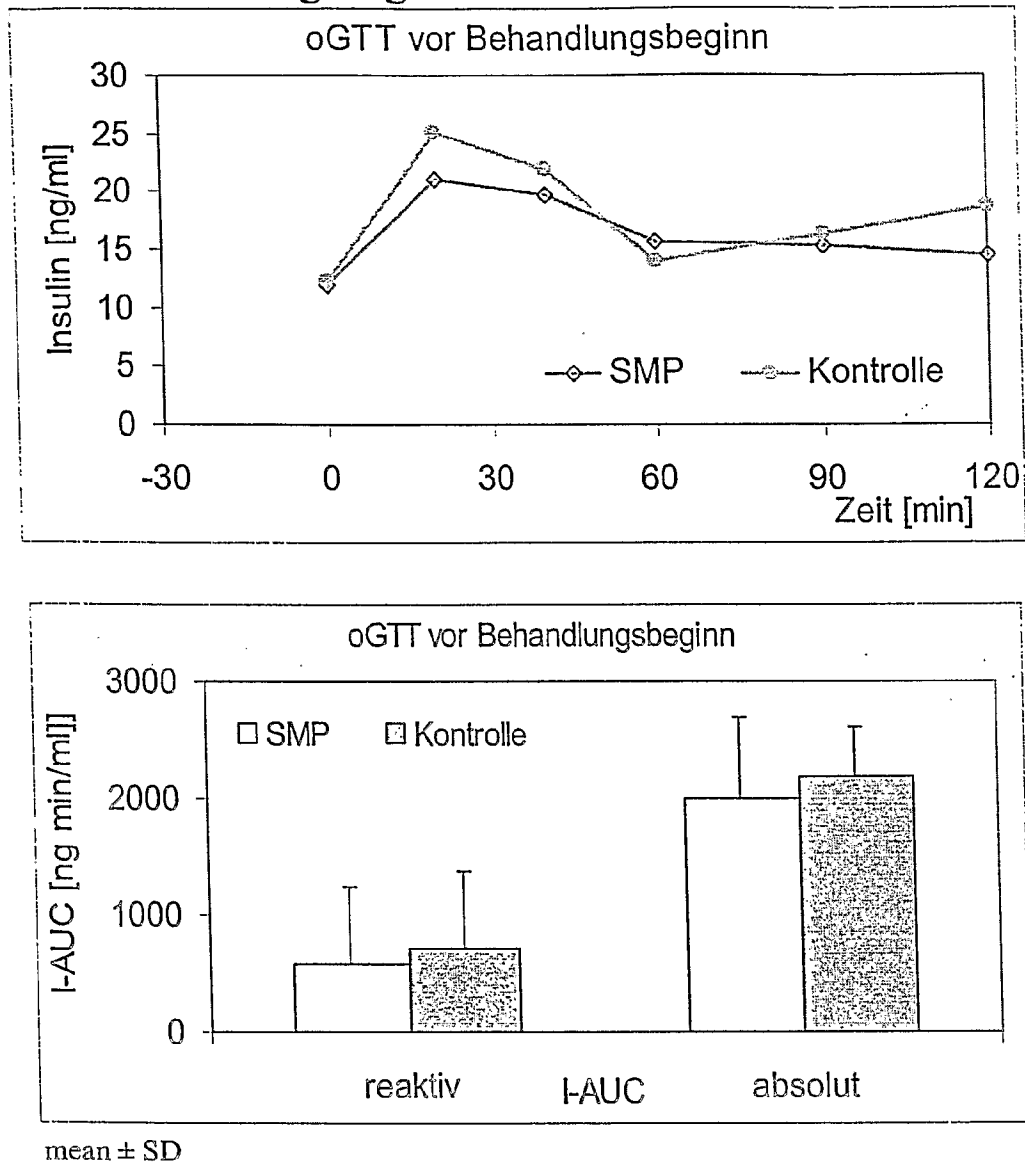 oGTT vor Behandlungsbeginn
30
25
20
15
10
5
0
Insulin [ng/ml]
SMP
Kontrolle
-30 0 30 60 90 120
Zeit [min]
oGTT vor Behandlungsbeginn
3000
2000
1000
0
I-AUC [ng min/ml]]
SMP Kontrolle
reaktiv I-AUC absolut
mean ± SD